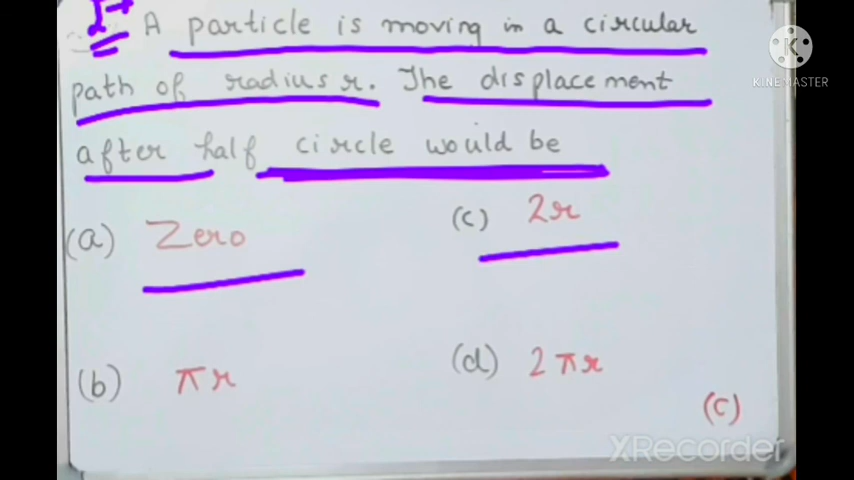 A particle is moving in a circular
path of radius r. The displacement
after half circle would be
(a) Zero
(c) 2r
(b) πr
(d) 2πr
(c)
K
KINEMASTER
XRecorder